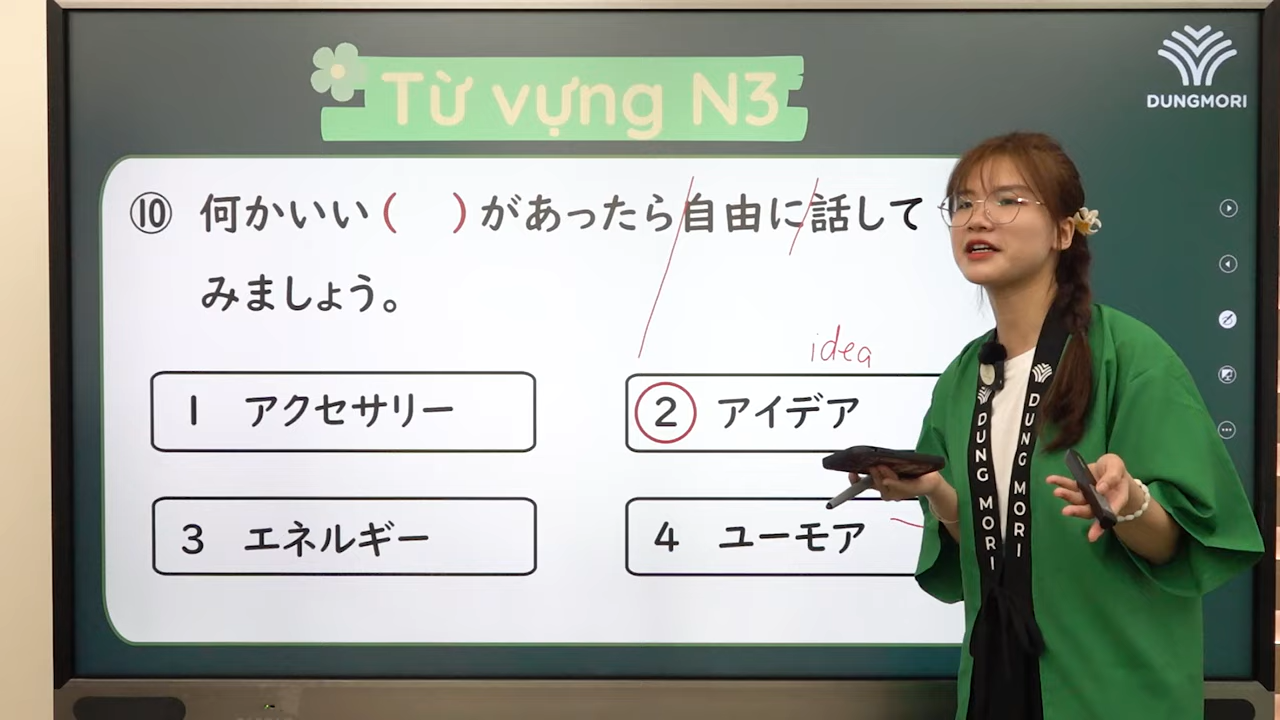 Từ vựng N3
DUNGMORI
⑩ 何かいい( )があったら自由に話して
みましょう。
idea
1 アクセサリー
2 アイデア
3 エネルギー
4 ユーモア
DUNG MORI
DUNG MORI